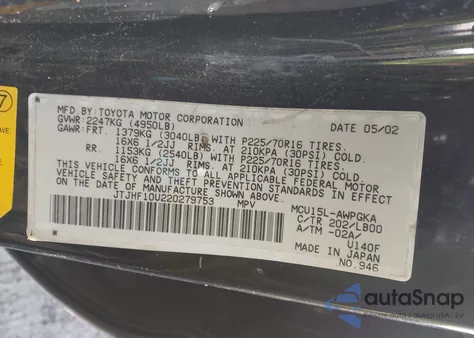 7
MFD.BY:TOYOTA MOTOR CORPORATION DATE 05/02
GVWR:2247KG (4950LB)
GAWR:FRT. 1379KG (3040LB) WITH P225/70R16 TIRES.
16X6 1/2JJ RIMS. AT 210KPA (30PSI) COLD.
RR. 1153KG (2540LB) WITH P225/70R16 TIRES.
16X6 1/2JJ RIMS. AT 210KPA (30PSI) COLD.
THIS VEHICLE CONFORMS TO ALL APPLICABLE FEDERAL MOTOR
VEHICLE SAFETY AND THEFT PREVENTION STANDARDS IN EFFECT
ON THE DATE OF MANUFACTURE SHOWN ABOVE.
JTJHF10U220279753 MPV
MCU15L-AWPGKA
C/TR 202/LB00
A/TM -02A/
U140F
MADE IN JAPAN
NO.946
autoSnap